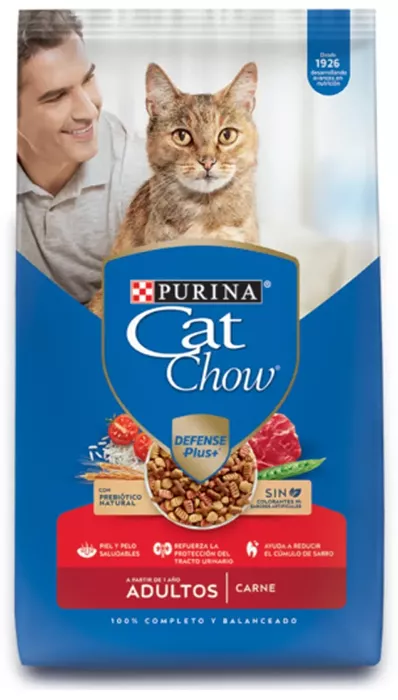 Desde
1926
desarrollando
avances en
nutrición
PURINA®
Cat
Chow®
DEFENSE
Plus+
CON
PREBIÓTICO
NATURAL
SIN
COLORANTES NI
SABORES ARTIFICIALES
PIEL Y PELO
SALUDABLES
REFUERZA LA
PROTECCIÓN DEL
TRACTO URINARIO
AYUDA A REDUCIR
EL CÚMULO DE SARRO
A PARTIR DE 1 AÑO
ADULTOS | CARNE
100% COMPLETO Y BALANCEADO